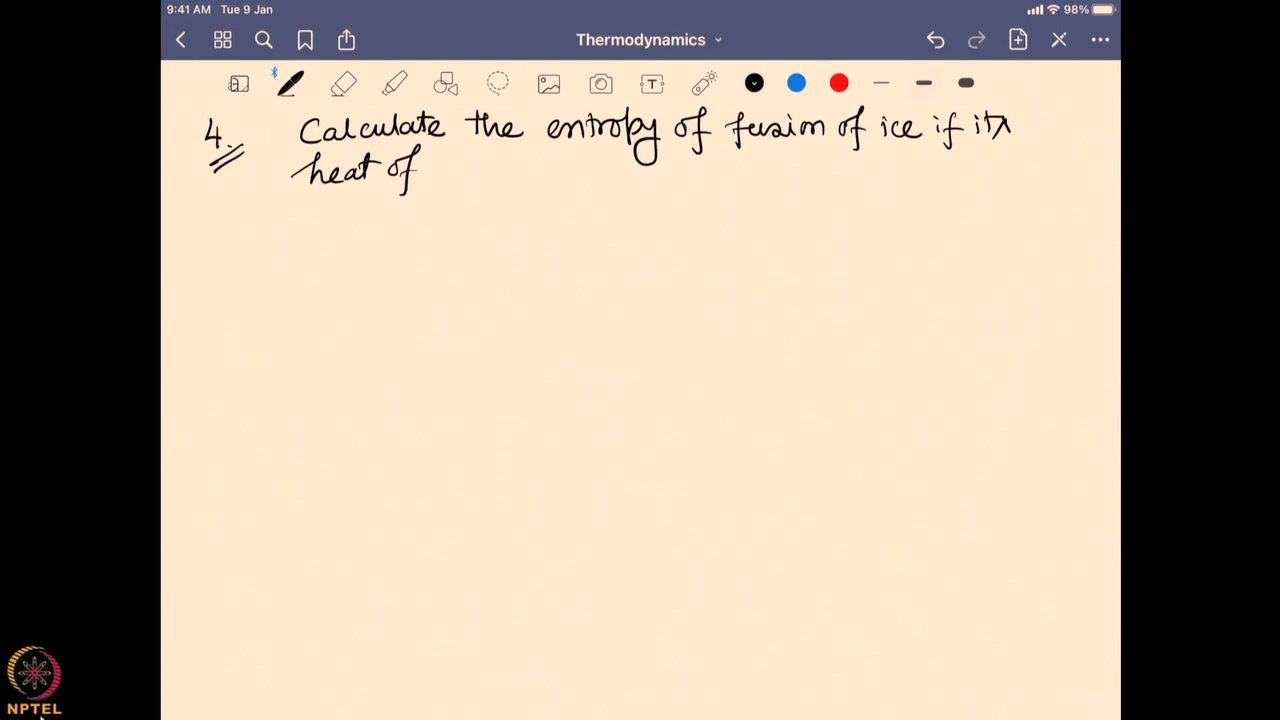 9:41 AM Tue 9 Jan 98%
Thermodynamics
T
4. Calculate the entropy of fusion of ice if its
heat of
NPTEL